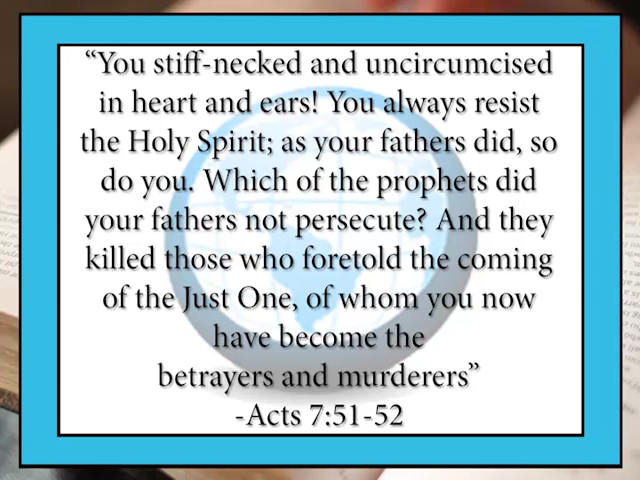 “You stiff-necked and uncircumcised
in heart and ears! You always resist
the Holy Spirit; as your fathers did, so
do you. Which of the prophets did
your fathers not persecute? And they
killed those who foretold the coming
of the Just One, of whom you now
have become the
betrayers and murderers”
-Acts 7:51-52